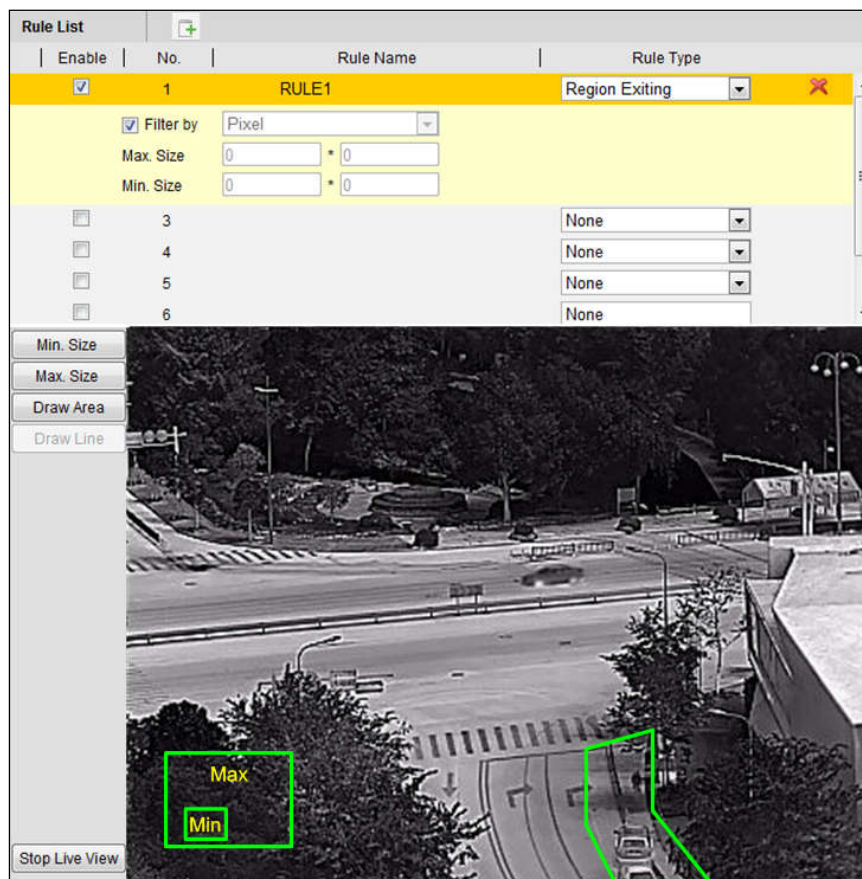 Rule List
Enable No. Rule Name Rule Type
1 RULE1 Region Exiting
Filter by Pixel
Max. Size 0 * 0
Min. Size 0 * 0
3 None
4 None
5 None
6 None
Min. Size
Max. Size
Draw Area
Draw Line
Max
Min
Stop Live View